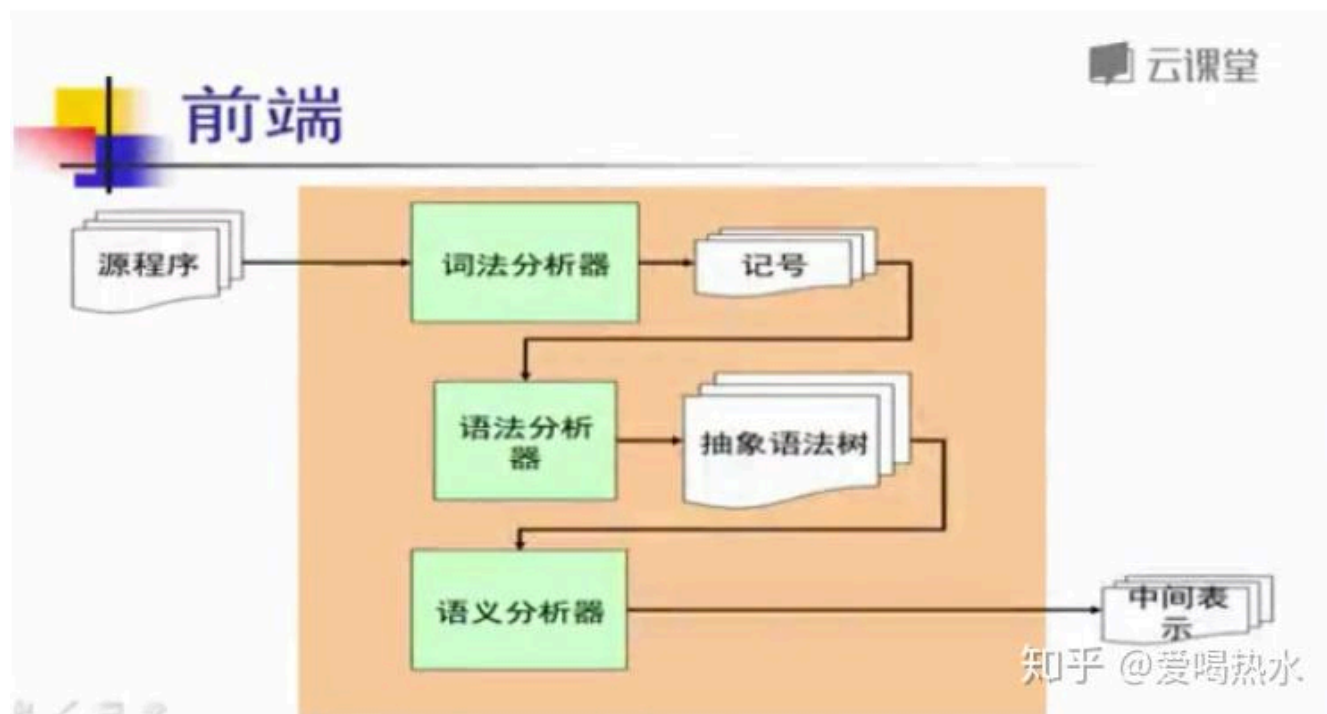 云课堂
前端
源程序
词法分析器
记号
语法分析
器
抽象语法树
语义分析器
中间表
示
知乎 @爱喝热水